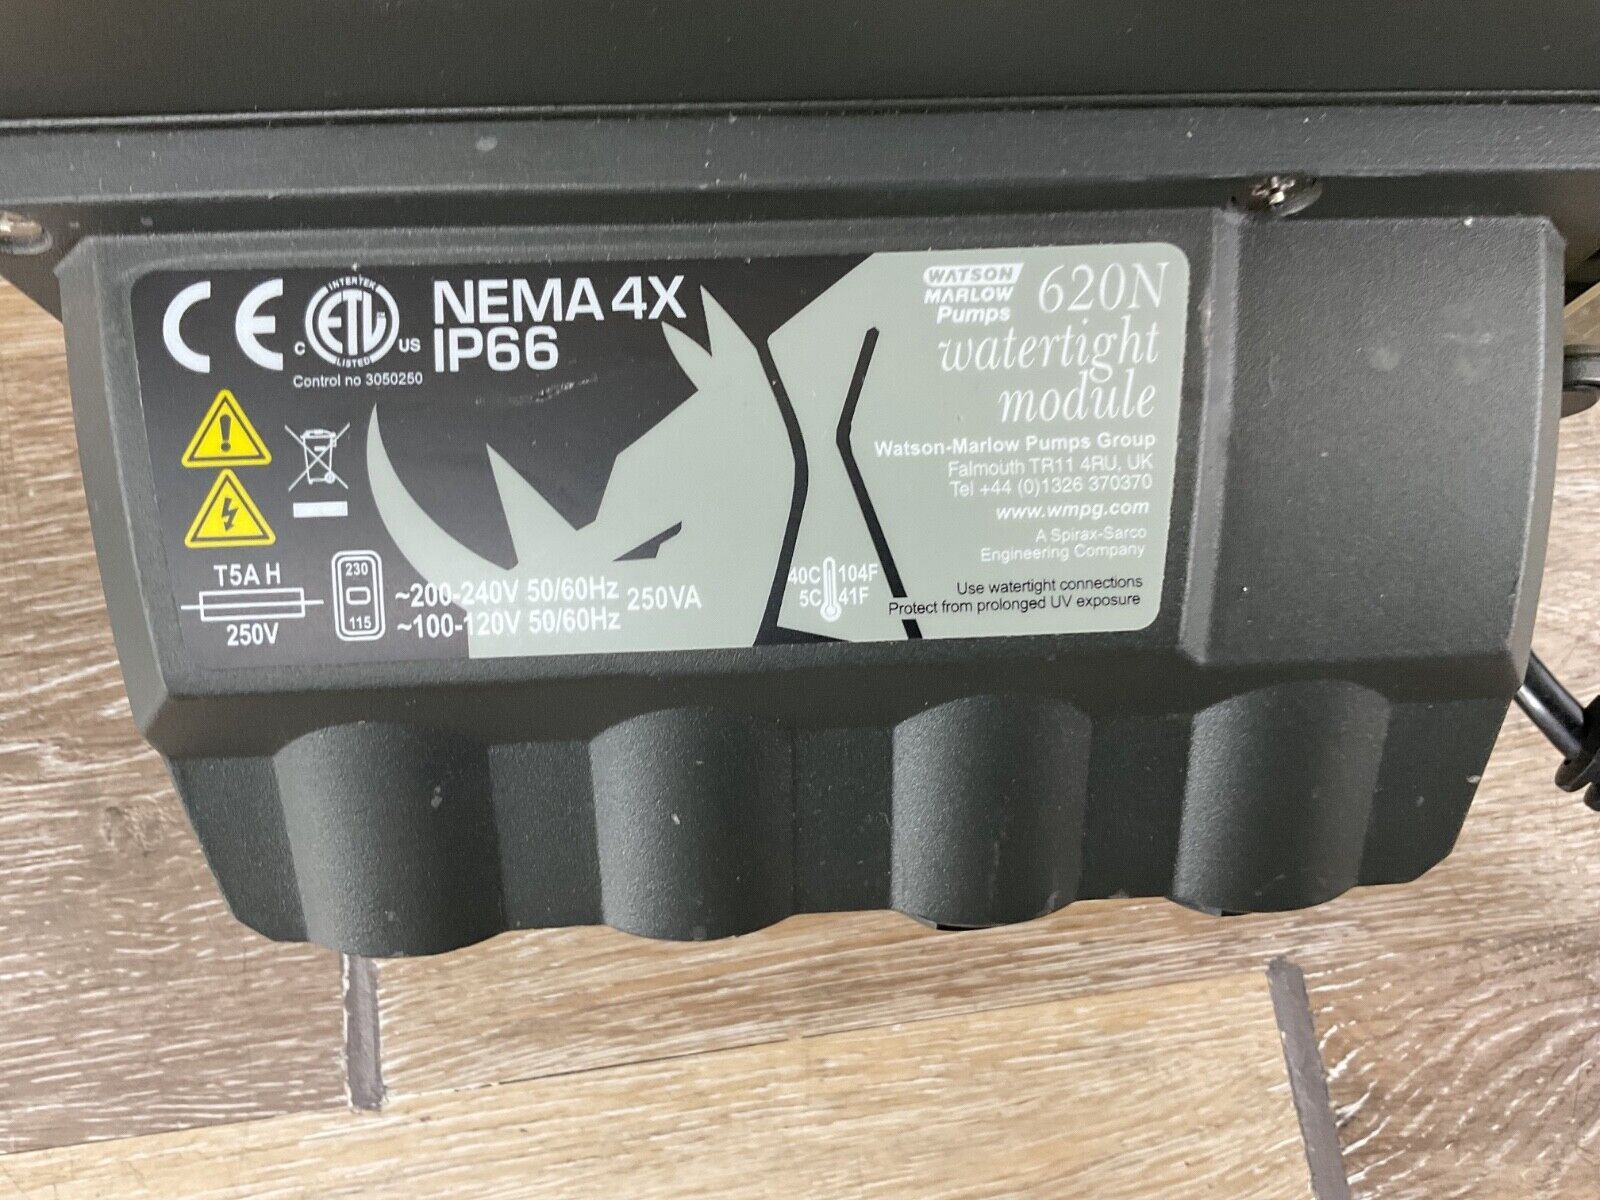 CE
INTERTEK
ETL
C US
LISTED
Control no 3050250
NEMA 4X
IP66
WATSON
MARLOW
Pumps
620N
watertight
module
Watson-Marlow Pumps Group
Falmouth TR11 4RU, UK
Tel +44 (0)1326 370370
www.wmpg.com
A Spirax-Sarco
Engineering Company
T5A H
250V
230
115
~200-240V 50/60Hz
~100-120V 50/60Hz
250VA
40C 104F
5C 41F
Use watertight connections
Protect from prolonged UV exposure